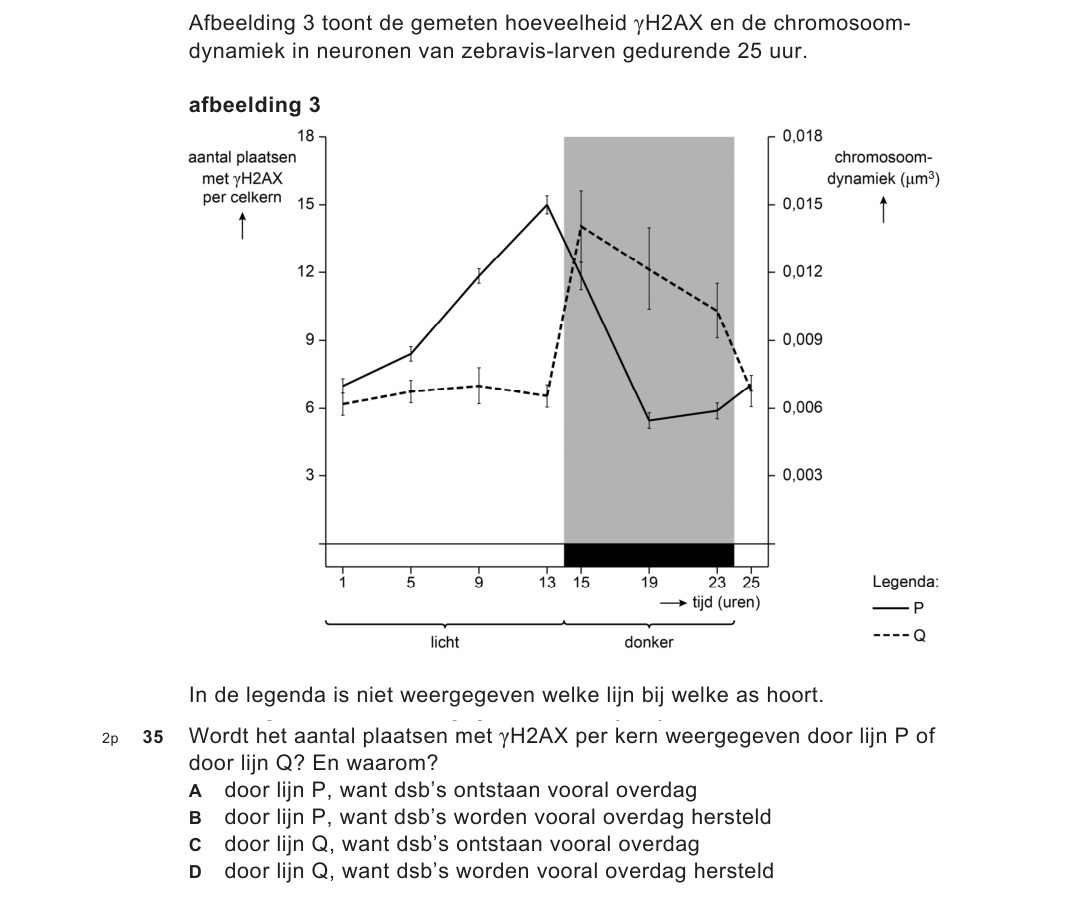 Afbeelding 3 toont de gemeten hoeveelheid γH2AX en de chromosoom-
dynamiek in neuronen van zebravis-larven gedurende 25 uur.
afbeelding 3
aantal plaatsen
met γH2AX
per celkern
18
15
12
9
6
3
0,018
0,015
0,012
0,009
0,006
0,003
chromosoom-
dynamiek (μm³)
1 5 9 13 15 19 23 25
tijd (uren)
licht donker
Legenda:
P
Q
In de legenda is niet weergegeven welke lijn bij welke as hoort.
2p 35 Wordt het aantal plaatsen met γH2AX per kern weergegeven door lijn P of
door lijn Q? En waarom?
A door lijn P, want dsb’s ontstaan vooral overdag
B door lijn P, want dsb’s worden vooral overdag hersteld
C door lijn Q, want dsb’s ontstaan vooral overdag
D door lijn Q, want dsb’s worden vooral overdag hersteld